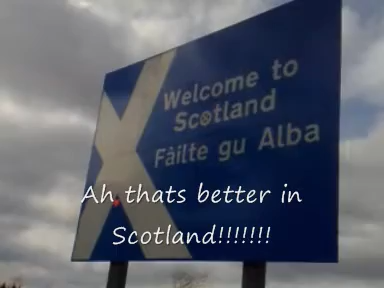 Welcome to
Scotland
Fàilte gu Alba
Ah thats better in
Scotland!!!!!!!